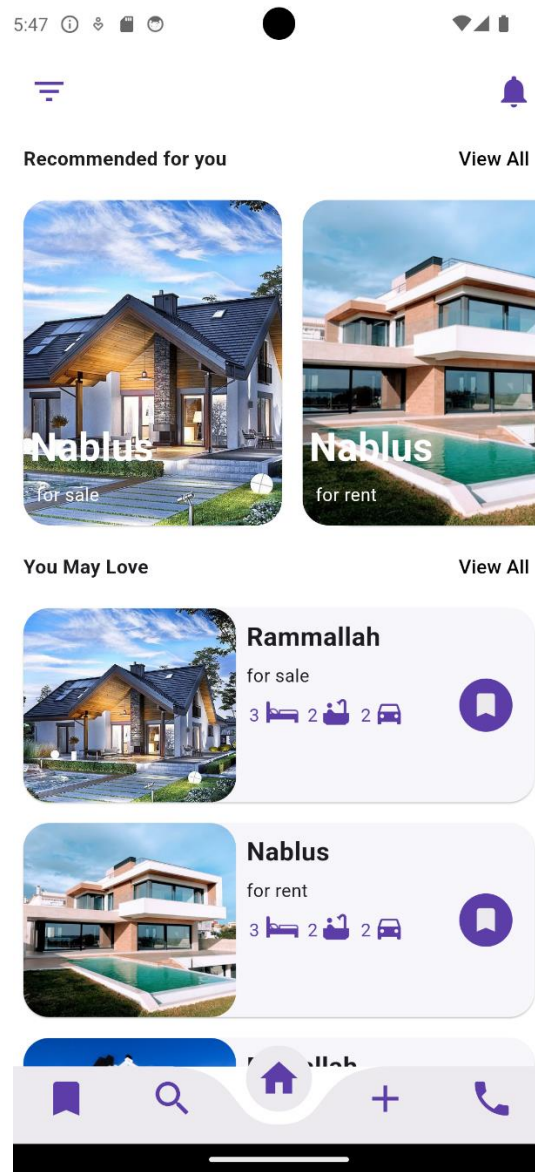 5:47
Recommended for you View All
Nablus
for sale
Nablus
for rent
You May Love View All
Rammallah
for sale
3 2 2
Nablus
for rent
3 2 2